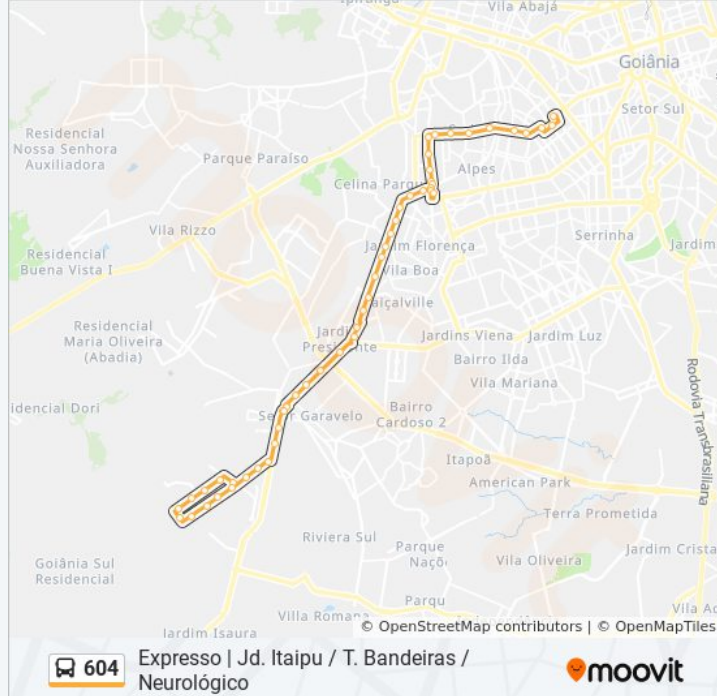 Vila Abajá
Goiânia
Setor Sul
Residencial
Nossa Senhora
Auxiliadora
Parque Paraíso
Alpes
Celina Parque
Vila Rizzo
Serrinha
Jardim
Residencial
Buena Vista I
Jardim Florença
Vila Boa
Residencial
Maria Oliveira
(Abadia)
Jardins Viena
Jardim Luz
Bairro Ilda
Vila Mariana
Rodovia Transbrasiliana
idencial Dori
Setor Garavelo
Bairro
Cardoso 2
Itapoã
American Park
Terra Prometida
Riviera Sul
Parque
Naçõe
Vila Oliveira
Jardim Crista
Goiânia Sul
Residencial
Parqu
Vila Romana
Vila Ac
Jardim Isaura
© OpenStreetMap contributors | © OpenMapTiles
604
Expresso | Jd. Itaipu / T. Bandeiras /
Neurológico
moovit